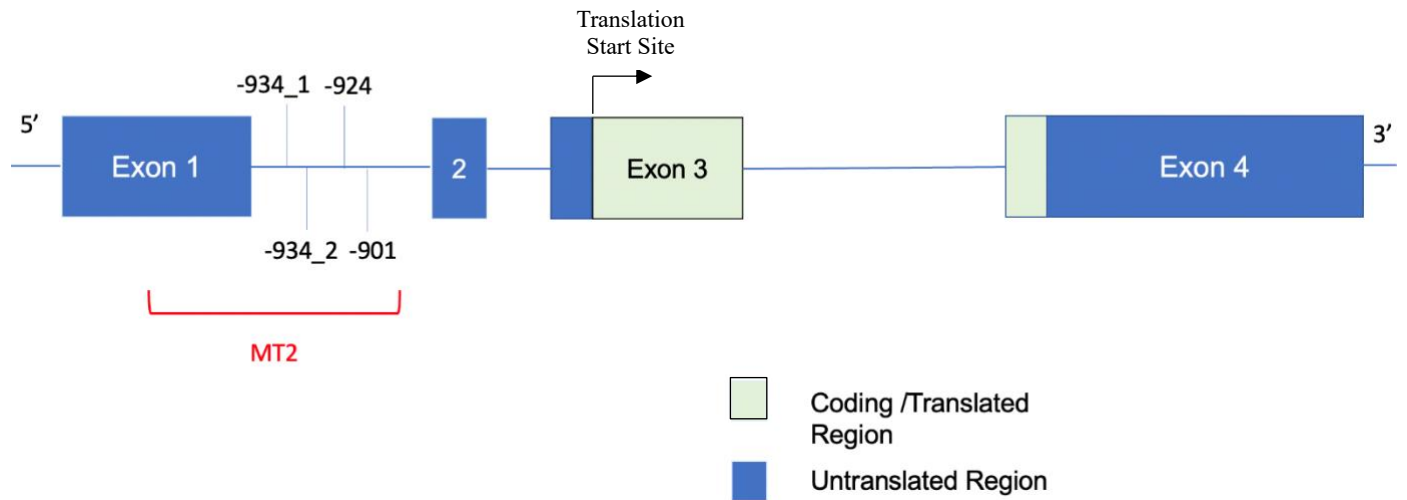 Translation
Start Site
-934_1 -924
5’
3’
Exon 1
2
Exon 3
Exon 4
-934_2 -901
MT2
Coding /Translated
Region
Untranslated Region